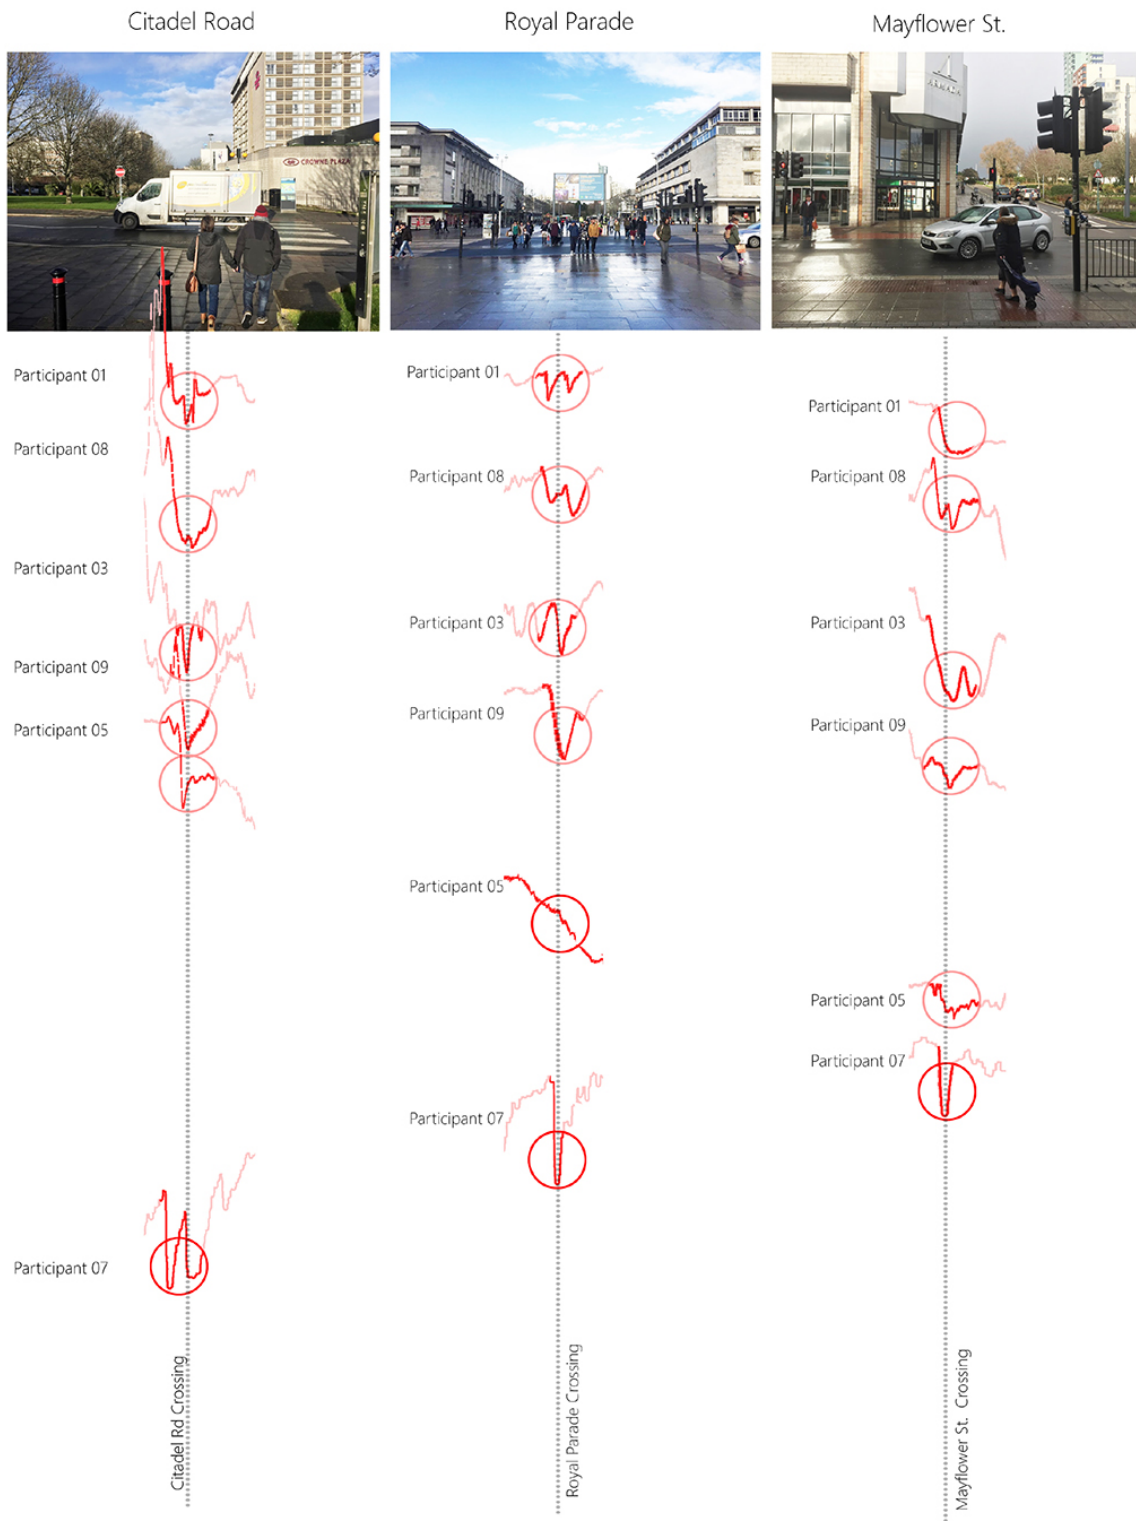 Citadel Road
Royal Parade
Mayflower St.
CROWNE PLAZA
Participant 01
Participant 08
Participant 03
Participant 09
Participant 05
Participant 07
Citadel Rd Crossing
Participant 01
Participant 08
Participant 03
Participant 09
Participant 05
Participant 07
Royal Parade Crossing
Participant 01
Participant 08
Participant 03
Participant 09
Participant 05
Participant 07
Mayflower St. Crossing